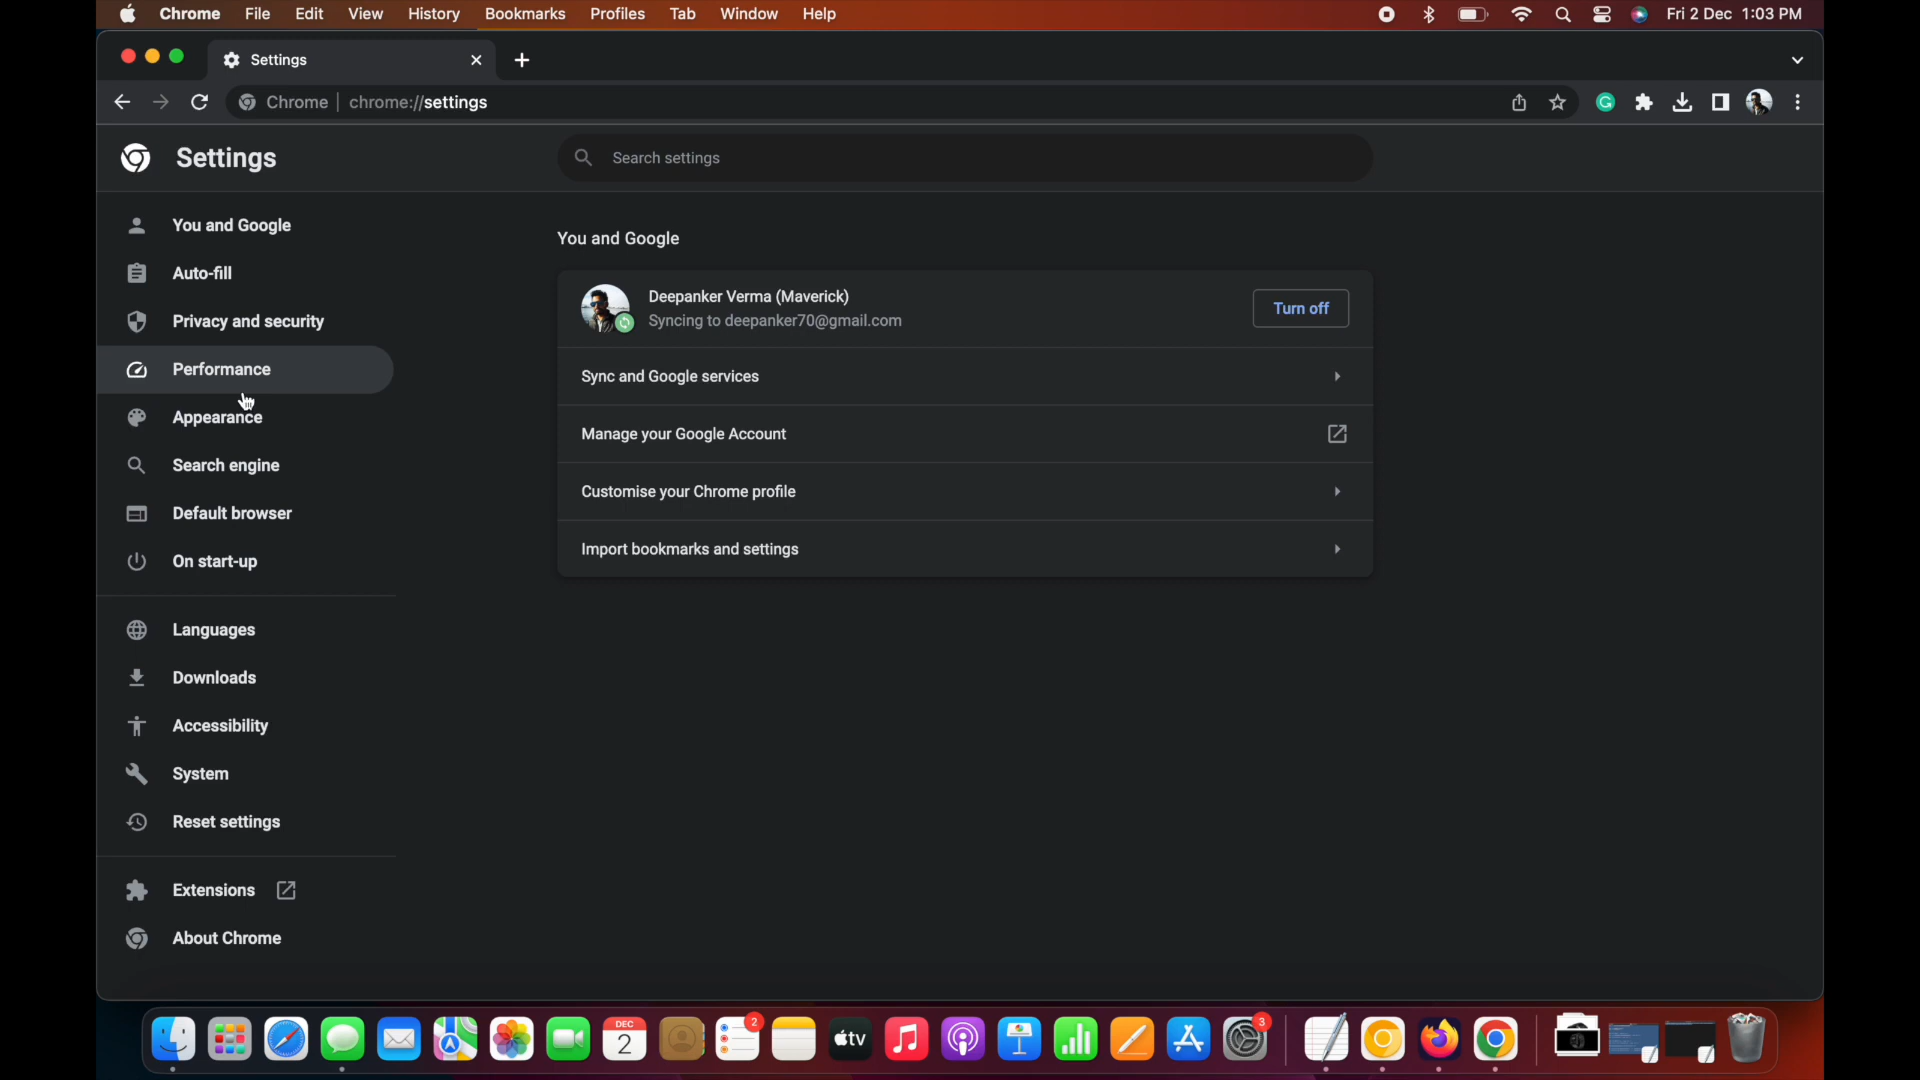 Chrome File Edit View History Bookmarks Profiles Tab Window Help Fri 2 Dec 1:03 PM
Settings
Chrome | chrome://settings
Settings
Search settings
You and Google
Auto-fill
Privacy and security
Performance
Appearance
Search engine
Default browser
On start-up
Languages
Downloads
Accessibility
System
Reset settings
Extensions
About Chrome
You and Google
Deepanker Verma (Maverick)
Syncing to deepanker70@gmail.com
Turn off
Sync and Google services
Manage your Google Account
Customise your Chrome profile
Import bookmarks and settings
DEC
2
2
tv
3